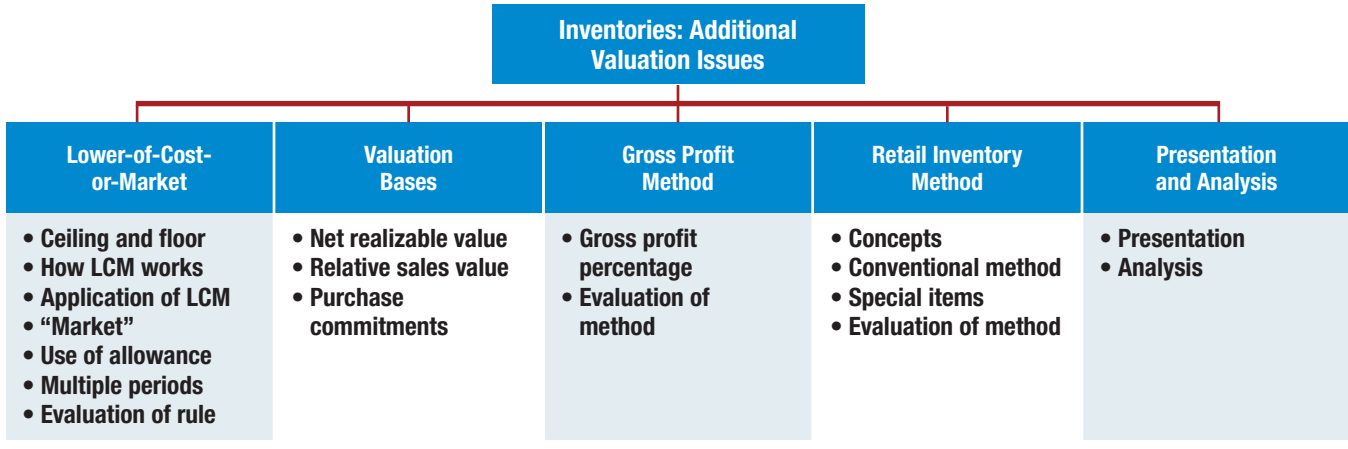 Inventories: Additional
Valuation Issues
Lower-of-Cost-
or-Market
• Ceiling and floor
• How LCM works
• Application of LCM
• “Market”
• Use of allowance
• Multiple periods
• Evaluation of rule
Valuation
Bases
• Net realizable value
• Relative sales value
• Purchase
commitments
Gross Profit
Method
• Gross profit
percentage
• Evaluation of
method
Retail Inventory
Method
• Concepts
• Conventional method
• Special items
• Evaluation of method
Presentation
and Analysis
• Presentation
• Analysis